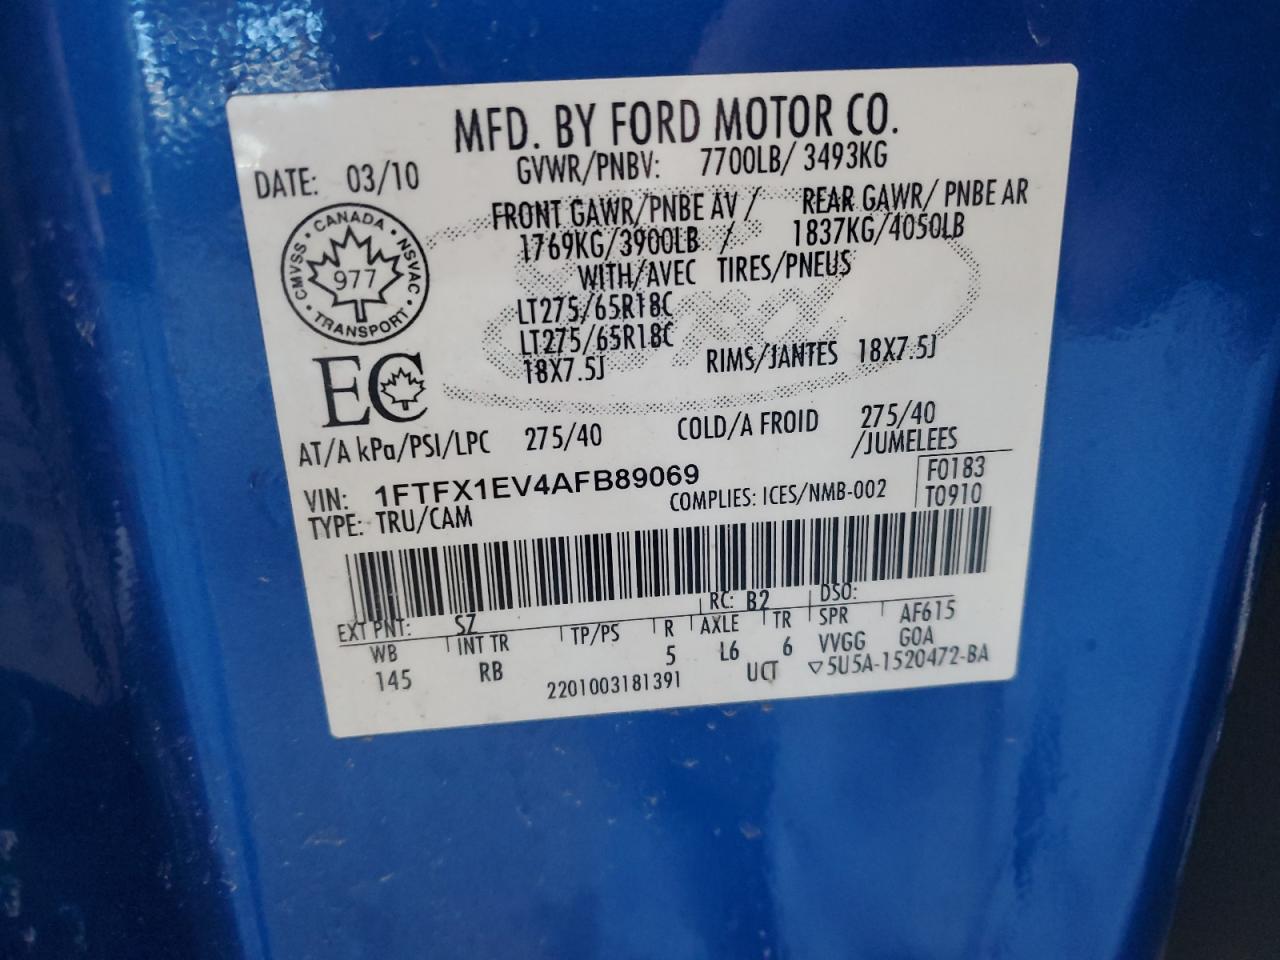 MFD. BY FORD MOTOR CO.
DATE: 03/10 GVWR/PNBV: 7700LB/ 3493KG
FRONT GAWR/PNBE AV / REAR GAWR/ PNBE AR
1769KG/3900LB / 1837KG/4050LB
WITH/AVEC TIRES/PNEUS
CANADA
CMVSS • NSVAC
977
TRANSPORT
LT275/65R18C
LT275/65R18C
18X7.5J RIMS/JANTES 18X7.5J
EC
AT/A kPa/PSI/LPC 275/40 COLD/A FROID 275/40
/JUMELEES
VIN: 1FTFX1EV4AFB89069
F0183
TYPE: TRU/CAM COMPLIES: ICES/NMB-002
T0910
EXT PNT: SZ RC: B2 DSO:
WB INT TR TP/PS R AXLE TR SPR AF615
145 RB 5 L6 6 VVGG GOA
2201003181391 UCT ▽5U5A-1520472-BA